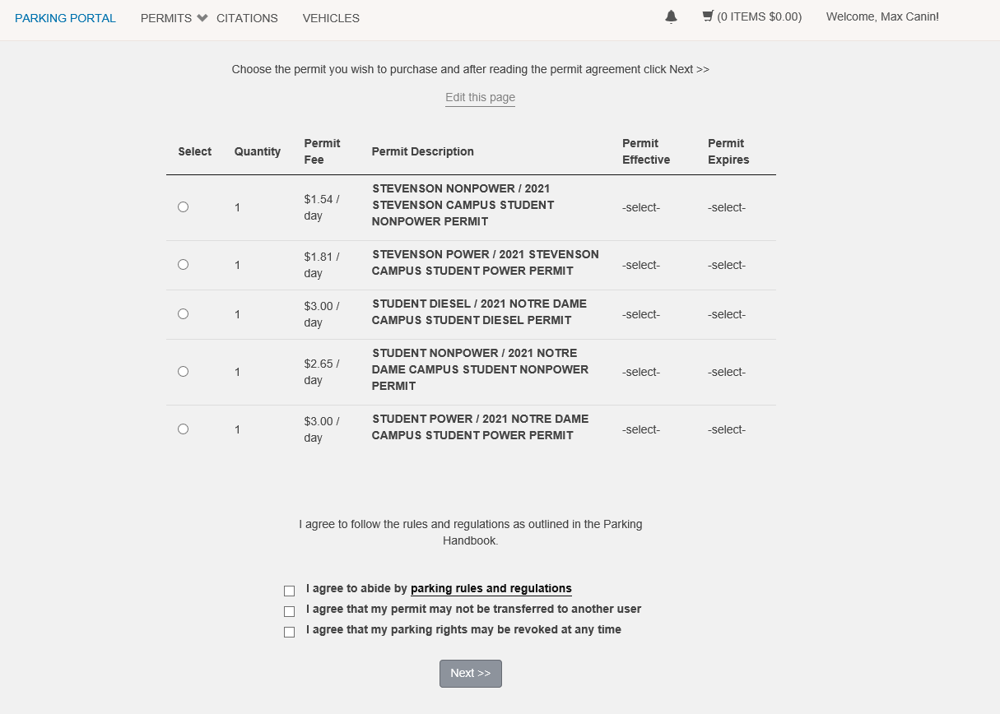 PARKING PORTAL PERMITS CITATIONS VEHICLES (0 ITEMS $0.00) Welcome, Max Canin!
Choose the permit you wish to purchase and after reading the permit agreement click Next >>
Edit this page
Select Quantity Permit Fee Permit Description Permit Effective Permit Expires
1 $1.54 / day STEVENSON NONPOWER / 2021 STEVENSON CAMPUS STUDENT NONPOWER PERMIT -select- -select-
1 $1.81 / day STEVENSON POWER / 2021 STEVENSON CAMPUS STUDENT POWER PERMIT -select- -select-
1 $3.00 / day STUDENT DIESEL / 2021 NOTRE DAME CAMPUS STUDENT DIESEL PERMIT -select- -select-
1 $2.65 / day STUDENT NONPOWER / 2021 NOTRE DAME CAMPUS STUDENT NONPOWER PERMIT -select- -select-
1 $3.00 / day STUDENT POWER / 2021 NOTRE DAME CAMPUS STUDENT POWER PERMIT -select- -select-
I agree to follow the rules and regulations as outlined in the Parking
Handbook.
I agree to abide by parking rules and regulations
I agree that my permit may not be transferred to another user
I agree that my parking rights may be revoked at any time
Next >>